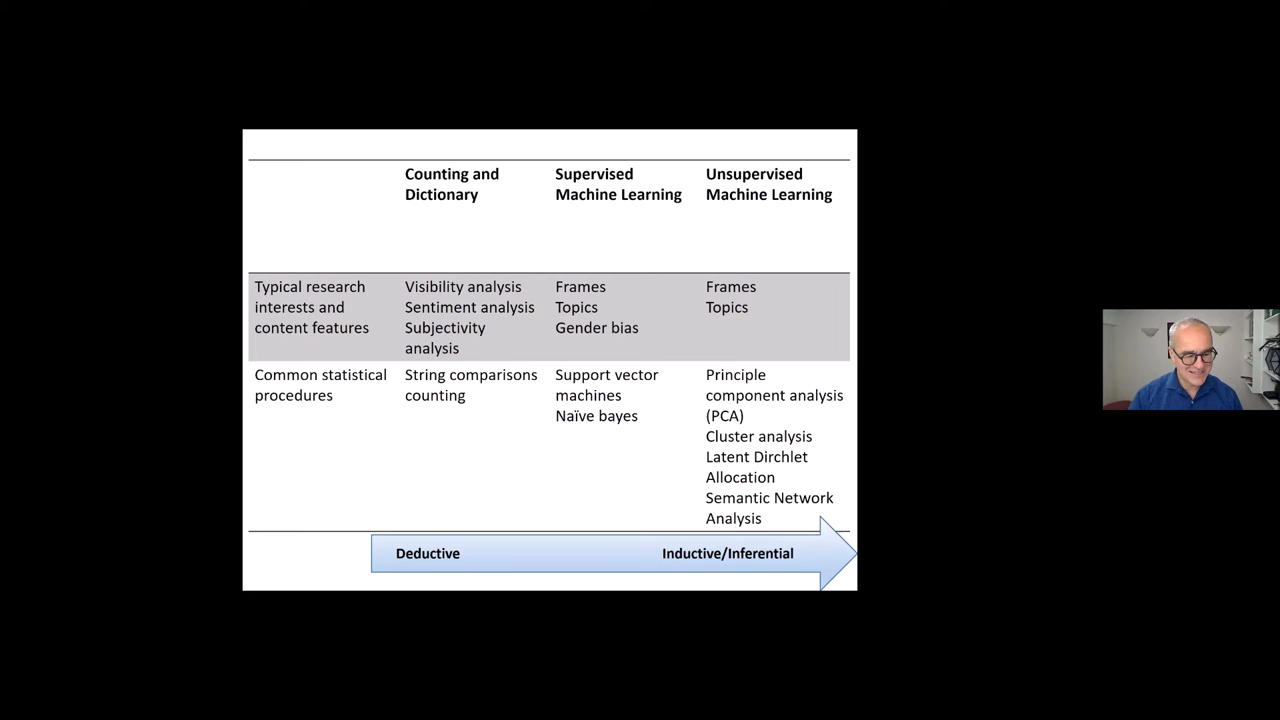 Counting and
Dictionary
Supervised
Machine Learning
Unsupervised
Machine Learning
Typical research
interests and
content features
Visibility analysis
Sentiment analysis
Subjectivity
analysis
Frames
Topics
Gender bias
Frames
Topics
Common statistical
procedures
String comparisons
counting
Support vector
machines
Naïve bayes
Principle
component analysis
(PCA)
Cluster analysis
Latent Dirchlet
Allocation
Semantic Network
Analysis
Deductive
Inductive/Inferential